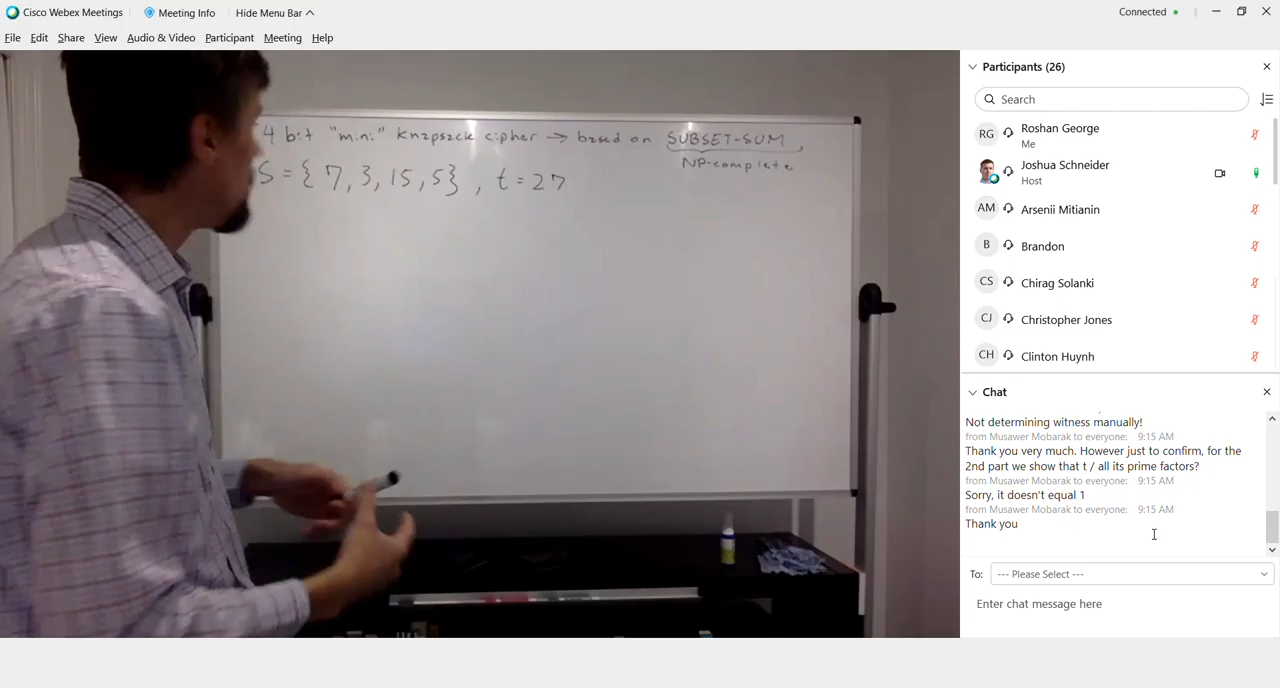 Cisco Webex Meetings
Meeting Info
Hide Menu Bar
Connected
File Edit Share View Audio & Video Participant Meeting Help
4 bit "mini" Knapsack cipher → based on SUBSET-SUM,
NP-complete
S = { 7, 3, 15, 5} , t = 27
Participants (26)
Search
RG
Roshan George
Me
Joshua Schneider
Host
AM
Arsenii Mitianin
B
Brandon
CS
Chirag Solanki
CJ
Christopher Jones
CH
Clinton Huynh
Chat
Not determining witness manually!
from Musawer Mobarak to everyone: 9:15 AM
Thank you very much. However just to confirm, for the
2nd part we show that t / all its prime factors?
from Musawer Mobarak to everyone: 9:15 AM
Sorry, it doesn't equal 1
from Musawer Mobarak to everyone: 9:15 AM
Thank you
To: --- Please Select ---
Enter chat message here